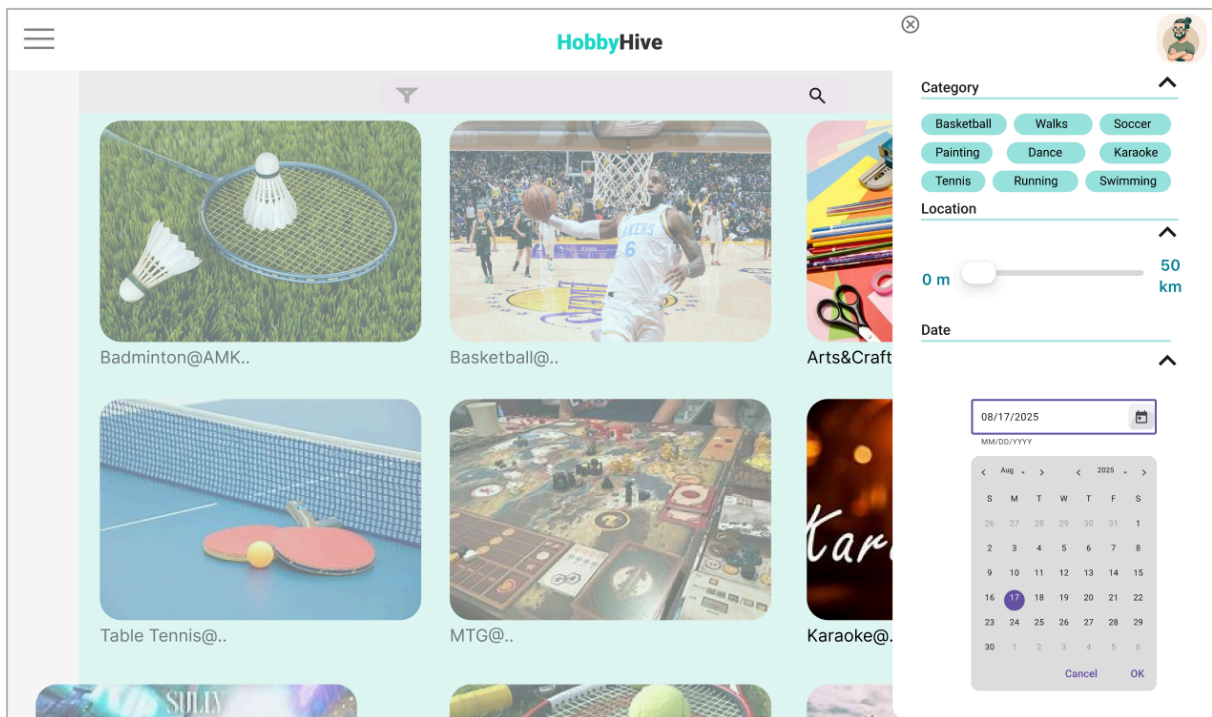 HobbyHive
Category
Basketball Walks Soccer
Painting Dance Karaoke
Tennis Running Swimming
Location
0 m 50 km
Date
08/17/2025
MM/DD/YYYY
Aug 2025
S M T W T F S
26 27 28 29 30 31 1
2 3 4 5 6 7 8
9 10 11 12 13 14 15
16 17 18 19 20 21 22
23 24 25 26 27 28 29
30 1 2 3 4 5 6
Cancel OK
LAKERS
6
Badminton@AMK..
Basketball@..
Arts&Craft
Kar
Table Tennis@..
MTG@..
Karaoke@.
SULLY